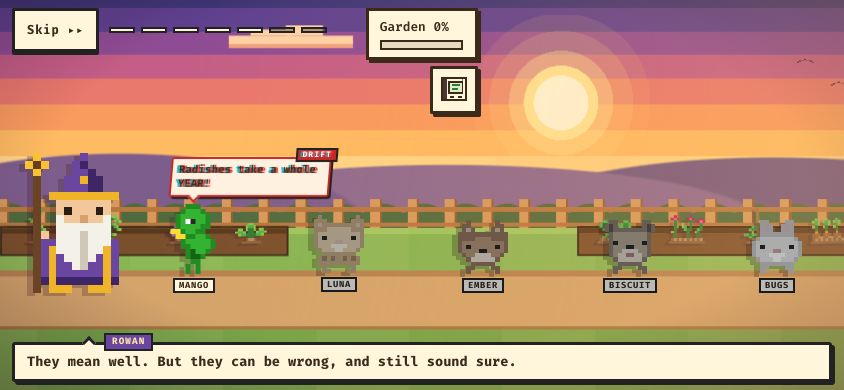 Skip ▸▸
Garden 0%
DRIFT
Radishes take a whole
YEAR!
MANGO
LUNA
EMBER
BISCUIT
BUGS
ROWAN
They mean well. But they can be wrong, and still sound sure.